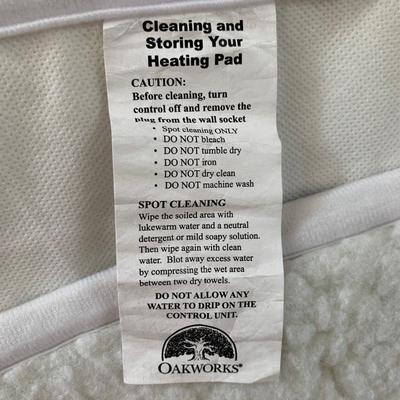 Cleaning and
Storing Your
Heating Pad
CAUTION:
Before cleaning, turn
control off and remove the
plug from the wall socket
• Spot cleaning ONLY
• DO NOT bleach
• DO NOT tumble dry
• DO NOT iron
• DO NOT dry clean
• DO NOT machine wash
SPOT CLEANING
Wipe the soiled area with
lukewarm water and a neutral
detergent or mild soapy solution.
Then wipe again with clean
water. Blot away excess water
by compressing the wet area
between two dry towels.
DO NOT ALLOW ANY
WATER TO DRIP ON THE
CONTROL UNIT.
OAKWORKS®